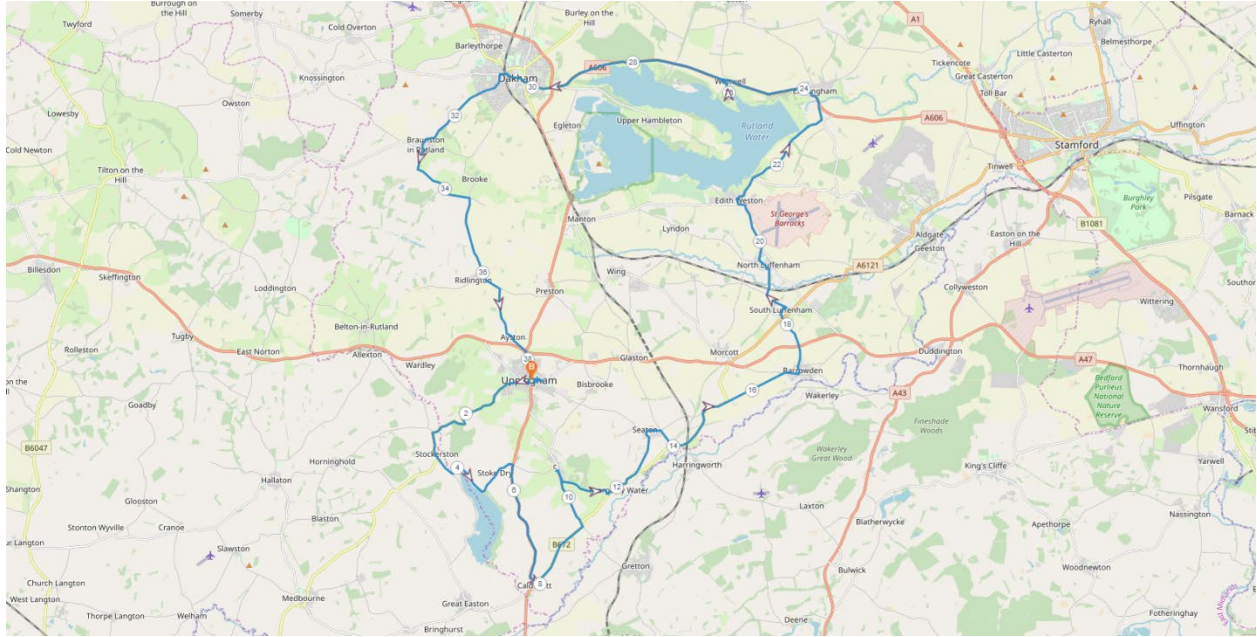 Burrough on
the Hill
Somerby
Cold Overton
Burley on the
Hill
A1
Ryhall
Twyford
Barleythorpe
Little Casterton
Belmesthorpe
Tickencote
Knossington
Oakham
A606
28
Great Casterton
Toll Bar
Owston
30
24
Lowesby
32
Egleton
Upper Hambleton
A606
Uffington
Rutland
Water
Cold Newton
Stamford
Tinwell
Tilton on the
Hill
22
Brooke
34
Pilsgate
Burghley
Park
Edith Weston
Barnack
St George's
Barracks
Manton
B1081
Lyndon
20
Aldgate
Geeston
Easton on the
Hill
Billesdon
Skeffington
Wing
North Luffenham
A6121
36
Ridlington
Loddington
Preston
Collyweston
Wittering
South Luffenham
18
Belton-in-Rutland
Tugby
Ayston
Duddington
Rolleston
East Norton
Allexton
Wardley
38
Glaston
Morcott
A47
Thornhaugh
Uppingham
Bisbrooke
Barrowden
16
Wakerley
A43
Bedford
Purlieus
National
Nature
Reserve
Goadby
2
Wansford
Fineshade
Woods
B6047
Seaton
14
Stockerston
Horninghold
4
Wakerley
Great Wood
Yarwell
Harringworth
King's Cliffe
Stoke Dry
Hallaton
6
12
10
Glooston
Blaston
Laxton
Nassington
Stonton Wyville
Cranoe
Blatherwycke
Apethorpe
B672
Slawston
Gretton
Woodnewton
Bulwick
8
Church Langton
Medbourne
Great Easton
Thorpe Langton
Welham
Fotheringhay
Deene
Bringhurst